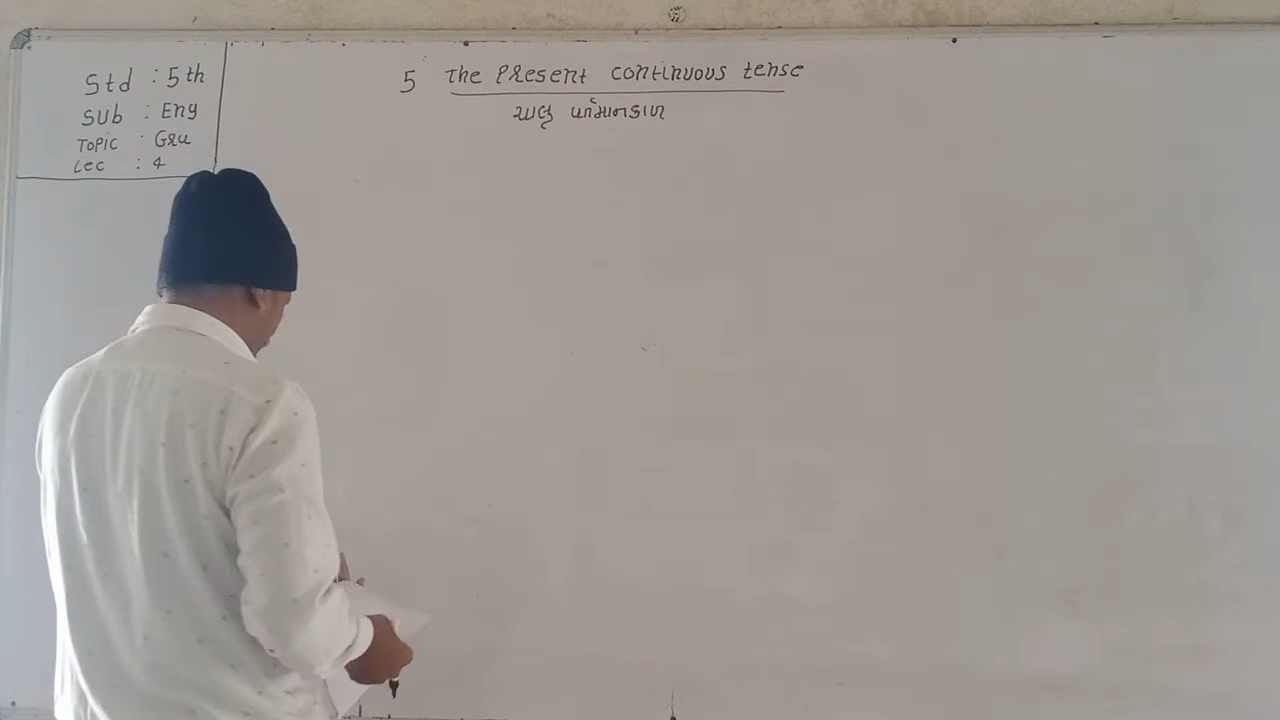 Std : 5th
Sub : Eng
Topic : Gra
Lec : 4
5 The Present continuous tense
ચાલુ વર્તમાનકાળ